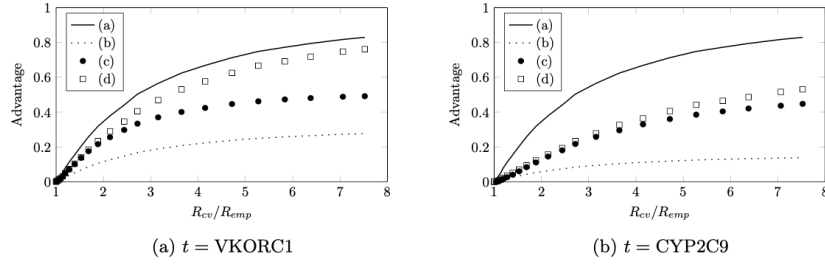 1
0.8
0.6
0.4
0.2
0
Advantage
(a)
(b)
(c)
(d)
1 2 3 4 5 6 7 8
R_cv/R_emp
(a) t = VKORC1
1
0.8
0.6
0.4
0.2
0
Advantage
(a)
(b)
(c)
(d)
1 2 3 4 5 6 7 8
R_cv/R_emp
(b) t = CYP2C9